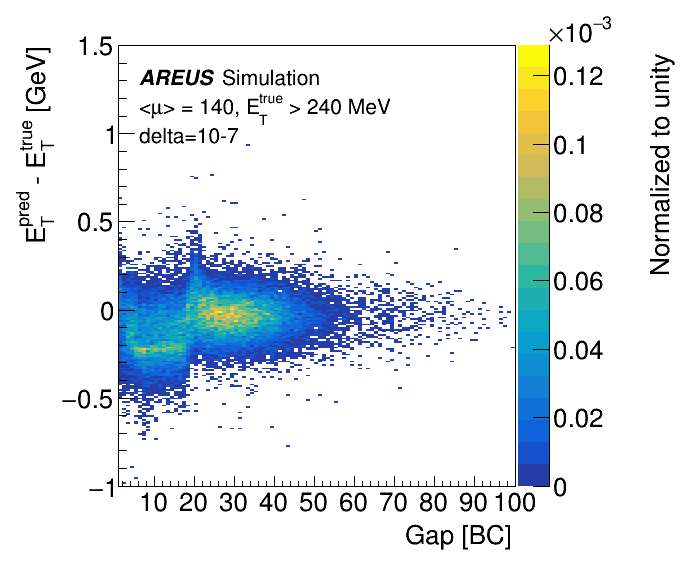 ×10⁻³
AREUS Simulation
<μ> = 140, E_T^true > 240 MeV
delta=10-7
E_T^pred - E_T^true [GeV]
1.5
1
0.5
0
−0.5
−1
10 20 30 40 50 60 70 80 90 100
Gap [BC]
0.12
0.1
0.08
0.06
0.04
0.02
0
Normalized to unity